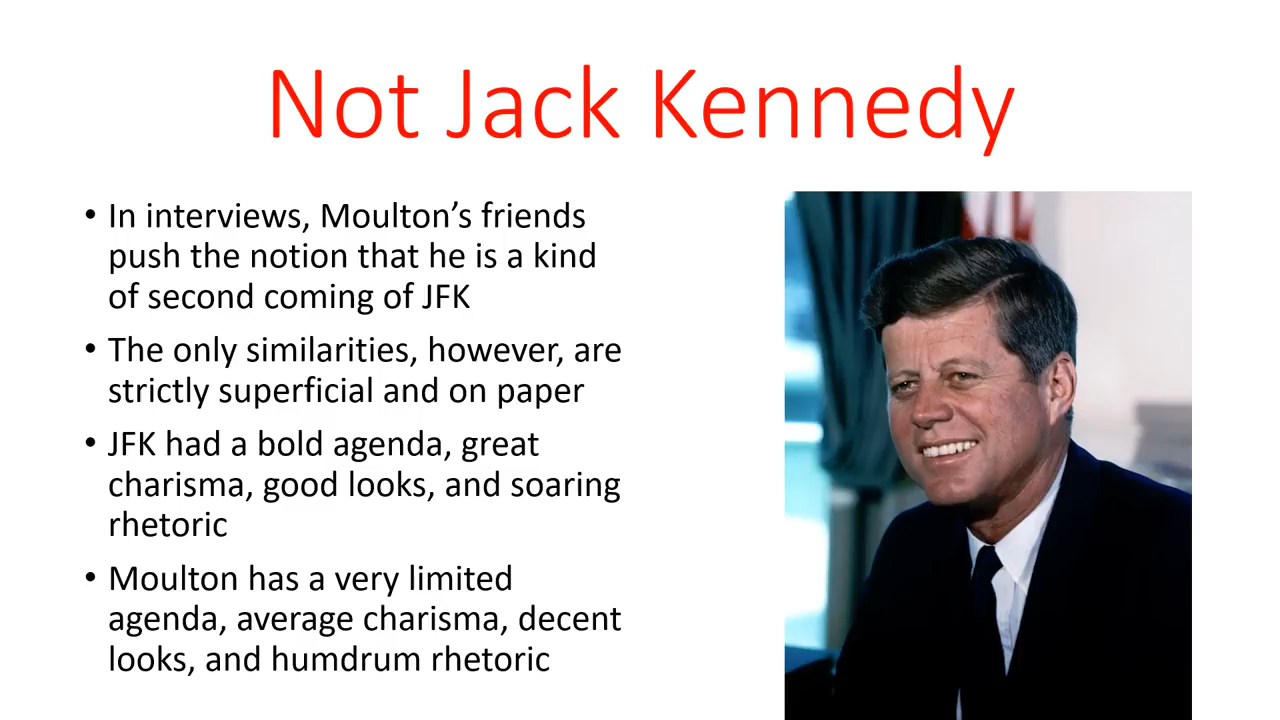 Not Jack Kennedy
• In interviews, Moulton’s friends
push the notion that he is a kind
of second coming of JFK
• The only similarities, however, are
strictly superficial and on paper
• JFK had a bold agenda, great
charisma, good looks, and soaring
rhetoric
• Moulton has a very limited
agenda, average charisma, decent
looks, and humdrum rhetoric